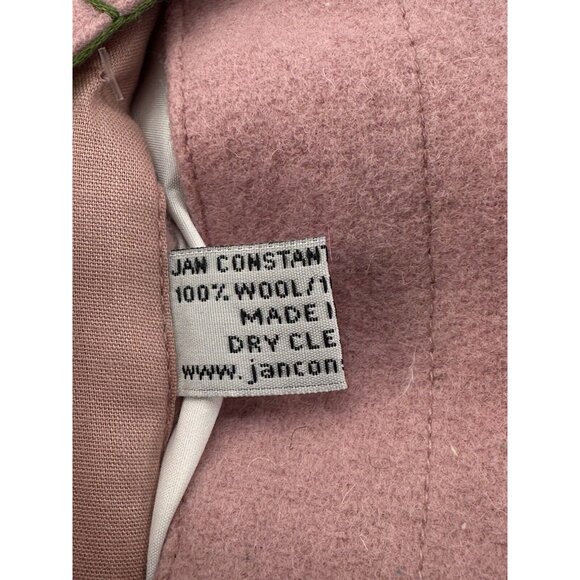 JAN CONSTANT
100% WOOL/1
MADE I
DRY CLE
www.jancon